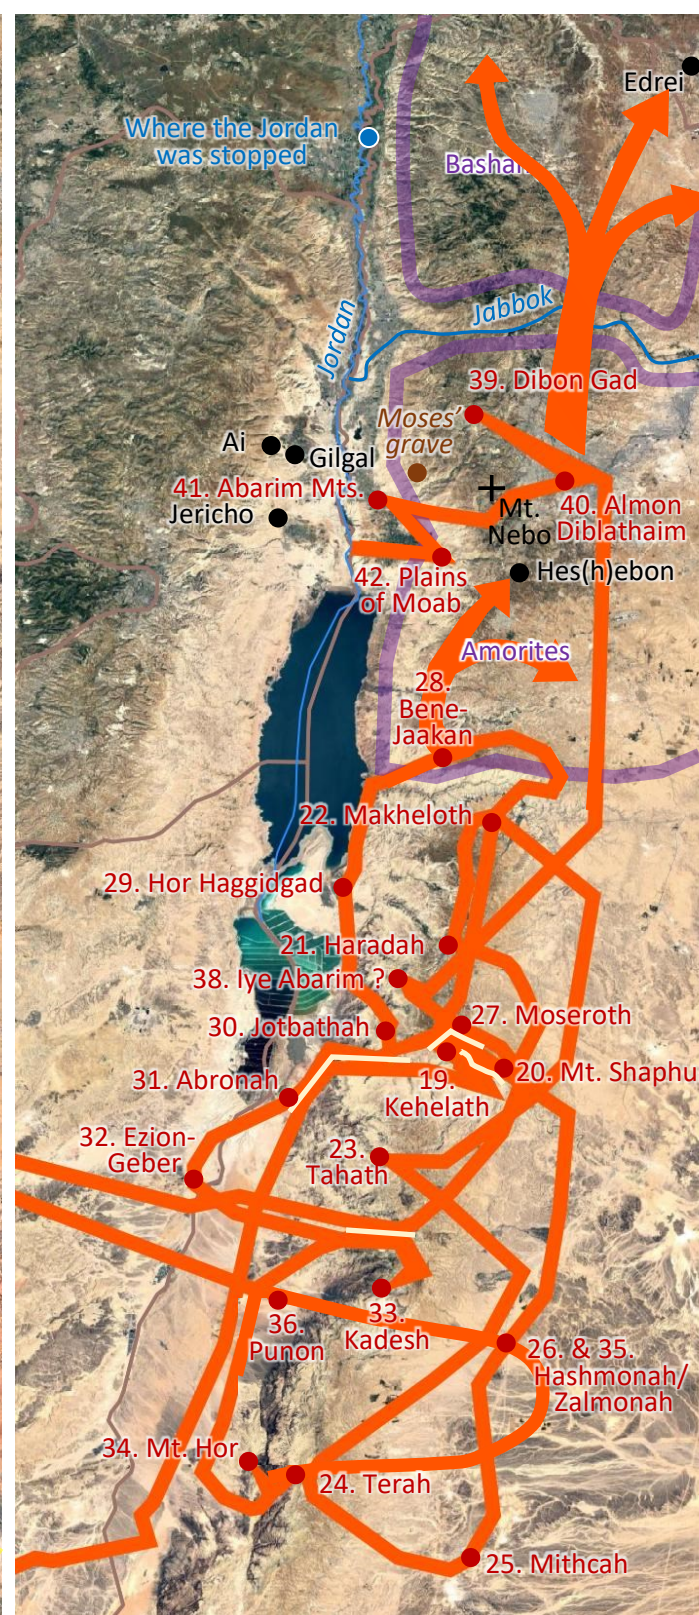 Edrei
Where the Jordan
was stopped
Bashan
Jabbok
Jordan
39. Dibon Gad
Moses'
grave
Ai
Gilgal
41. Abarim Mts.
Jericho
Mt.
Nebo
40. Almon
Diblathaim
Hes(h)ebon
42. Plains
of Moab
Amorites
28.
Bene-
Jaakan
22. Makheloth
29. Hor Haggidgad
21. Haradah
38. Iye Abarim ?
27. Moseroth
30. Jotbathah
20. Mt. Shaphu
31. Abronah
19.
Kehelath
32. Ezion-
Geber
23.
Tahath
33.
Kadesh
36.
Punon
26. & 35.
Hashmonah/
Zalmonah
34. Mt. Hor
24. Terah
25. Mithcah